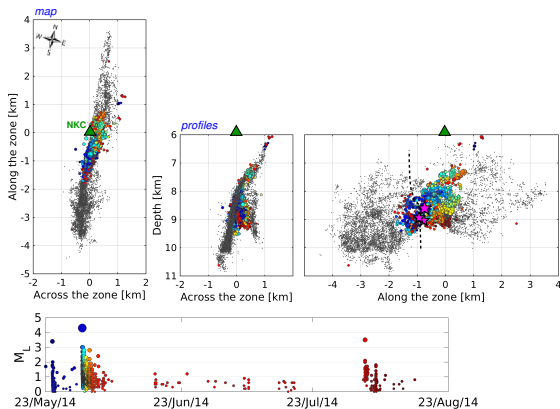 map
4
3
2
1
0
-1
-2
-3
-4
-5
Along the zone [km]
N
W
E
S
NKC
-2 -1 0 1 2
Across the zone [km]
profiles
6
7
8
9
10
11
Depth [km]
-2 -1 0 1 2
Across the zone [km]
-4 -3 -2 -1 0 1 2 3 4
Along the zone [km]
5
4
3
2
1
0
ML
23/May/14 23/Jun/14 23/Jul/14 23/Aug/14